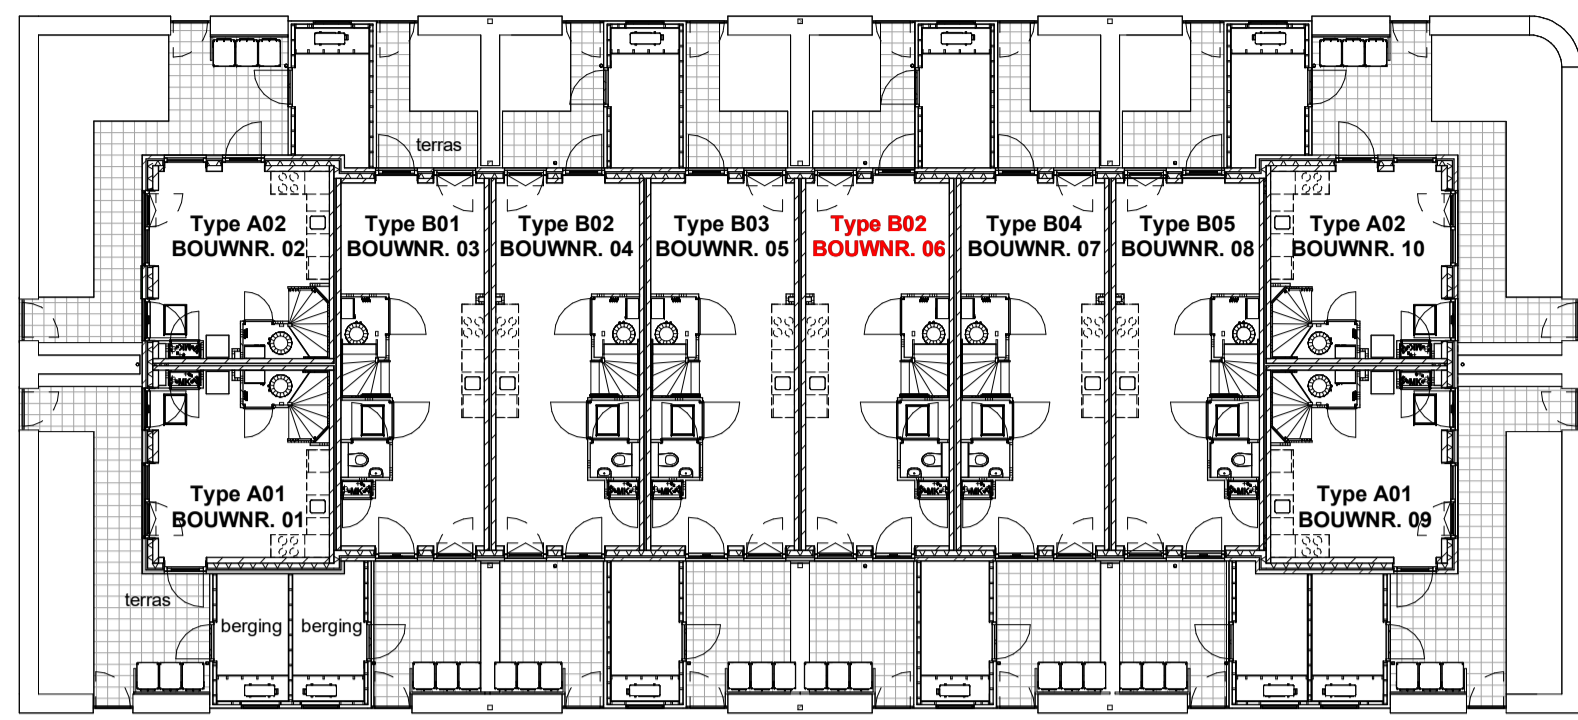 terras
Type A02
BOUWNR. 02
Type B01
BOUWNR. 03
Type B02
BOUWNR. 04
Type B03
BOUWNR. 05
Type B02
BOUWNR. 06
Type B04
BOUWNR. 07
Type B05
BOUWNR. 08
Type A02
BOUWNR. 10
Type A01
BOUWNR. 01
Type A01
BOUWNR. 09
terras
berging
berging